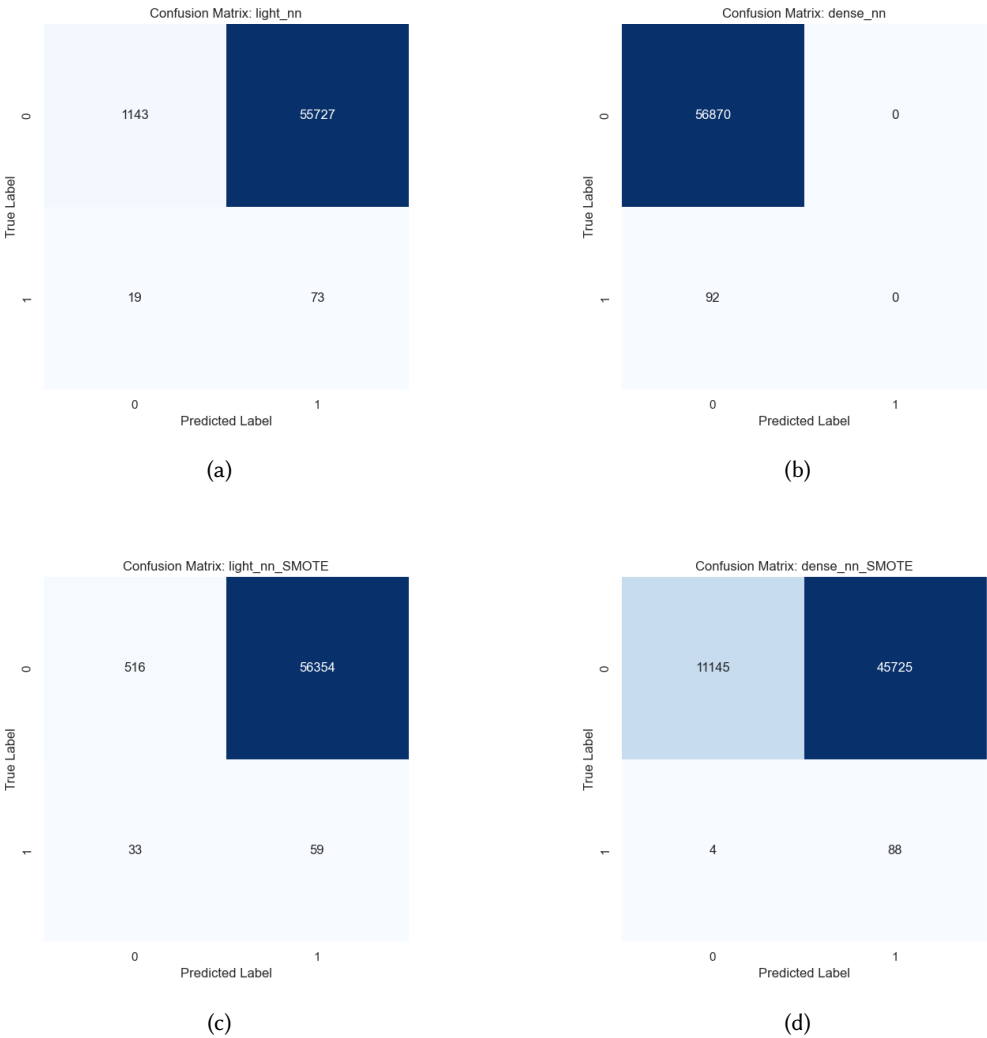 Confusion Matrix: light_nn
0
1143
55727
True Label
1
19
73
0
1
Predicted Label
(a)
Confusion Matrix: dense_nn
0
56870
0
True Label
1
92
0
0
1
Predicted Label
(b)
Confusion Matrix: light_nn_SMOTE
0
516
56354
True Label
1
33
59
0
1
Predicted Label
(c)
Confusion Matrix: dense_nn_SMOTE
0
11145
45725
True Label
1
4
88
0
1
Predicted Label
(d)